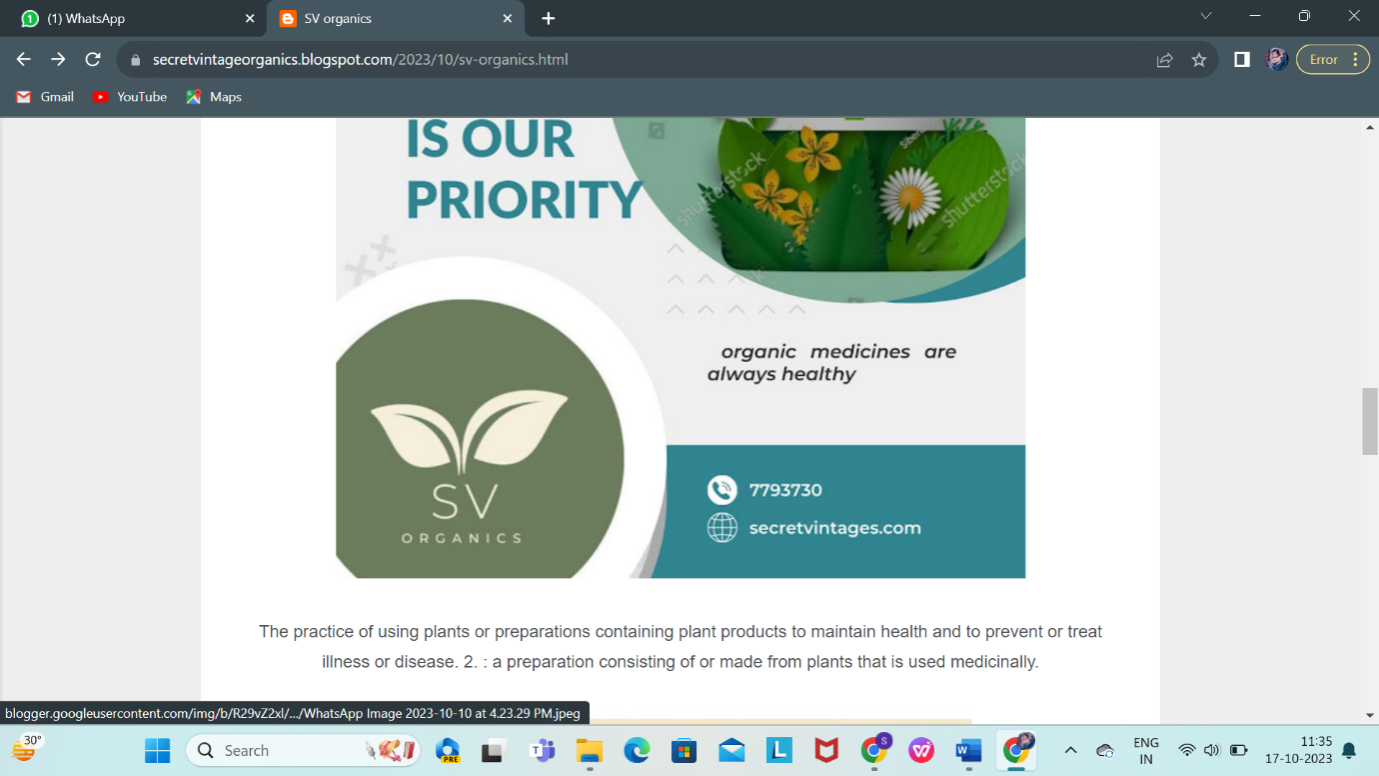 (1) WhatsApp
SV organics
secretvintageorganics.blogspot.com/2023/10/sv-organics.html
Error
Gmail
YouTube
Maps
IS OUR
PRIORITY
shutterstock
shutterstock
organic medicines are
always healthy
SV
ORGANICS
7793730
secretvintages.com
The practice of using plants or preparations containing plant products to maintain health and to prevent or treat
illness or disease. 2. : a preparation consisting of or made from plants that is used medicinally.
blogger.googleusercontent.com/img/b/R29vZ2xl/.../WhatsApp Image 2023-10-10 at 4.23.29 PM.jpeg
30°
Search
PRE
ENG
IN
11:35
17-10-2023